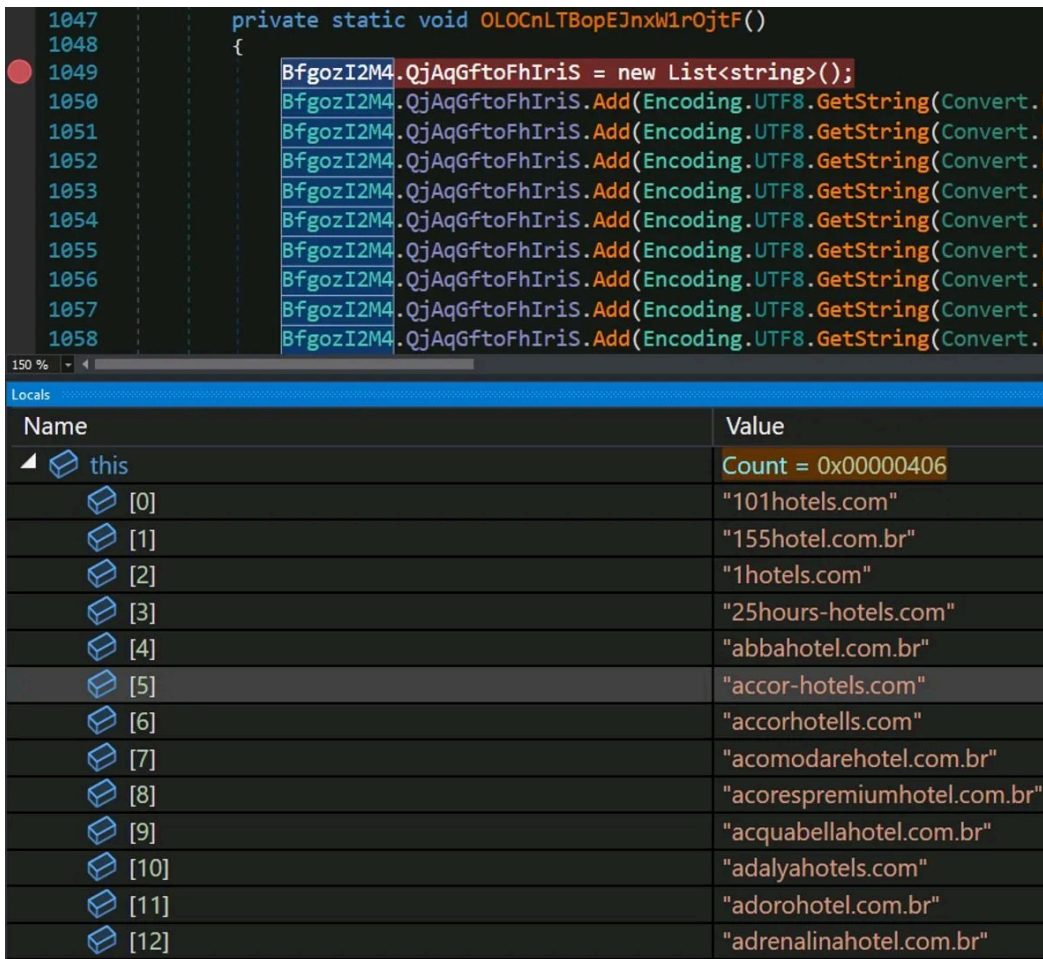 1047 private static void OLOCnLTBopEJnxW1rOjtF()
1048 {
1049 BfgozI2M4.QjAqGftoFhIriS = new List<string>();
1050 BfgozI2M4.QjAqGftoFhIriS.Add(Encoding.UTF8.GetString(Convert.
1051 BfgozI2M4.QjAqGftoFhIriS.Add(Encoding.UTF8.GetString(Convert.
1052 BfgozI2M4.QjAqGftoFhIriS.Add(Encoding.UTF8.GetString(Convert.
1053 BfgozI2M4.QjAqGftoFhIriS.Add(Encoding.UTF8.GetString(Convert.
1054 BfgozI2M4.QjAqGftoFhIriS.Add(Encoding.UTF8.GetString(Convert.
1055 BfgozI2M4.QjAqGftoFhIriS.Add(Encoding.UTF8.GetString(Convert.
1056 BfgozI2M4.QjAqGftoFhIriS.Add(Encoding.UTF8.GetString(Convert.
1057 BfgozI2M4.QjAqGftoFhIriS.Add(Encoding.UTF8.GetString(Convert.
1058 BfgozI2M4.QjAqGftoFhIriS.Add(Encoding.UTF8.GetString(Convert.
150 %
Locals
Name Value
this Count = 0x00000406
[0] "101hotels.com"
[1] "155hotel.com.br"
[2] "1hotels.com"
[3] "25hours-hotels.com"
[4] "abbahotel.com.br"
[5] "accor-hotels.com"
[6] "accorhotells.com"
[7] "acomodarehotel.com.br"
[8] "acorespremiumhotel.com.br"
[9] "acquabellahotel.com.br"
[10] "adalyahotels.com"
[11] "adorohotel.com.br"
[12] "adrenalinahotel.com.br"